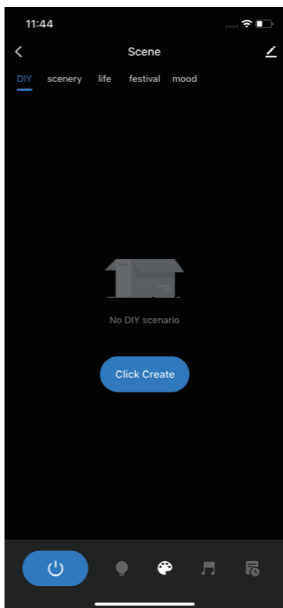 11:44
Scene
DIY scenery life festival mood
No DIY scenario
Click Create